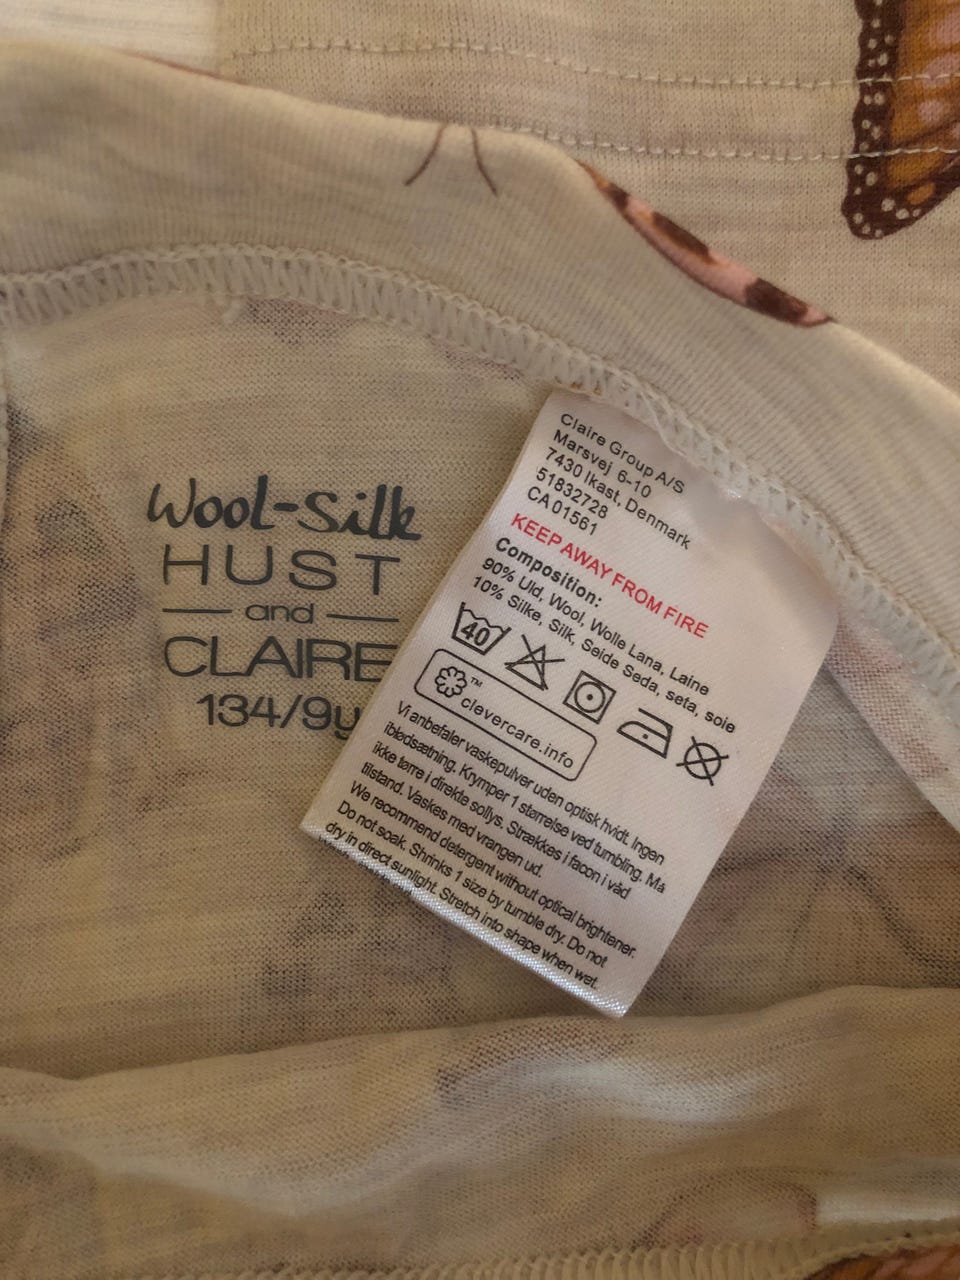 Wool-Silk
HUST
and
CLAIRE
134/9y
Claire Group A/S
Marsvej 6-10
7430 Ikast, Denmark
51832728
CA01561
KEEP AWAY FROM FIRE
Composition:
90% Uld, Wool, Wolle Lana, Laine
10% Silke, Silk, Seide Seda, seta, soie
40
™
clevercare.info
Vi anbefaler vaskepulver uden optisk hvidt. Ingen
iblødsætning. Krymper 1 størrelse ved tumbling. Må
ikke tørre i direkte sollys. Strækkes i facon i våd
tilstand. Vaskes med vrangen ud.
We recommend detergent without optical brightener.
Do not soak. Shrinks 1 size by tumble dry. Do not
dry in direct sunlight. Stretch into shape when wet.